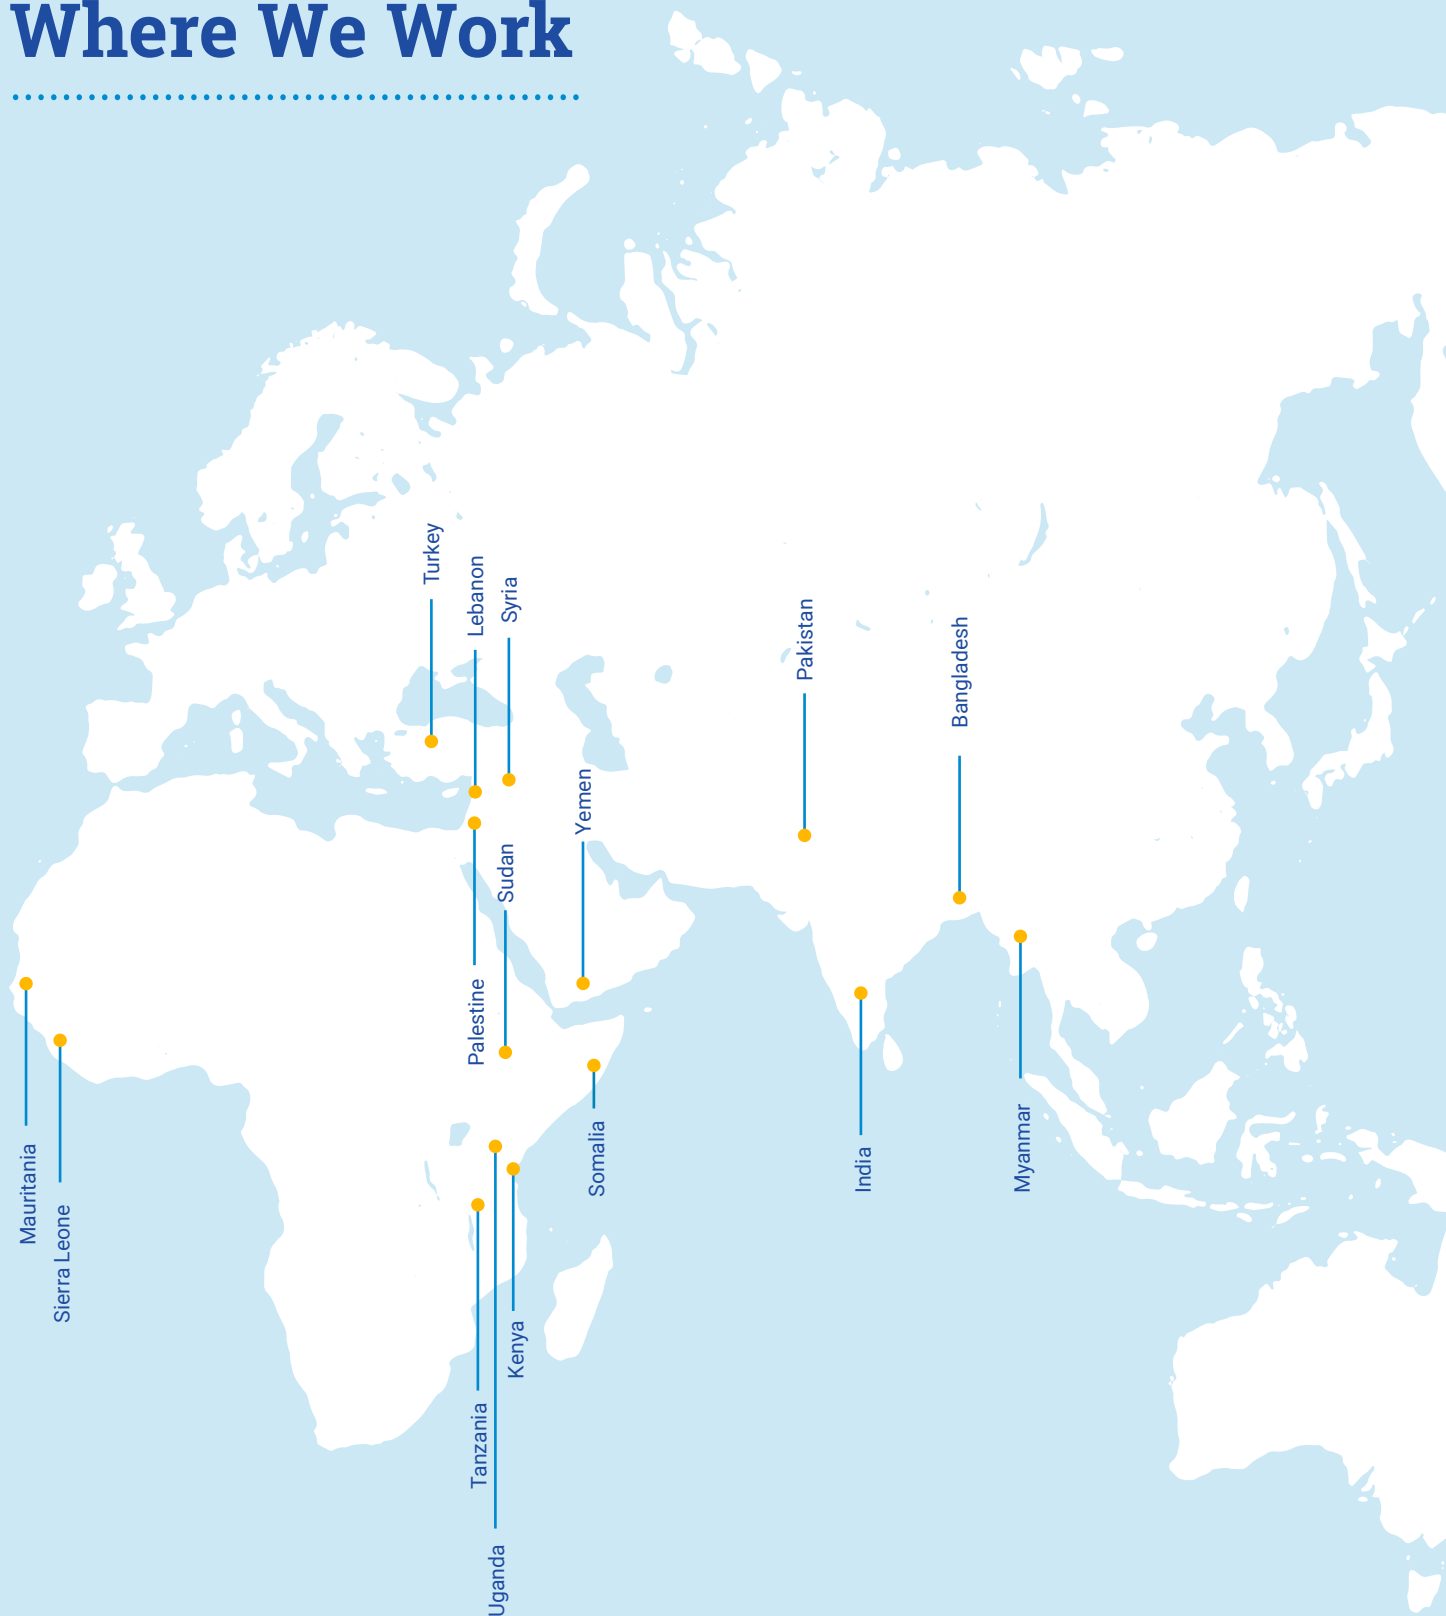 Where We Work
Turkey
Lebanon
Syria
Pakistan
Bangladesh
Yemen
Sudan
Palestine
Somalia
Mauritania
Sierra Leone
India
Myanmar
Kenya
Tanzania
Uganda